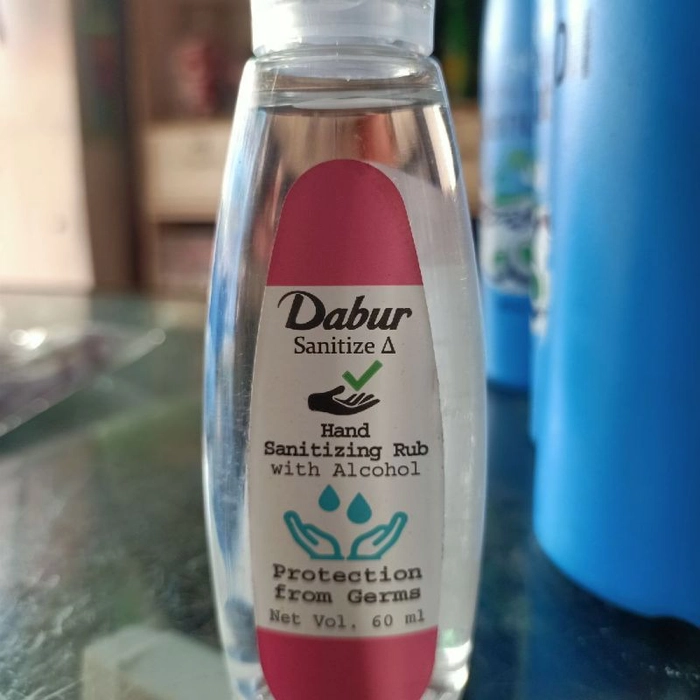 Dabur
Sanitize Δ
Hand
Sanitizing Rub
with Alcohol
Protection
from Germs
Net Vol. 60 ml